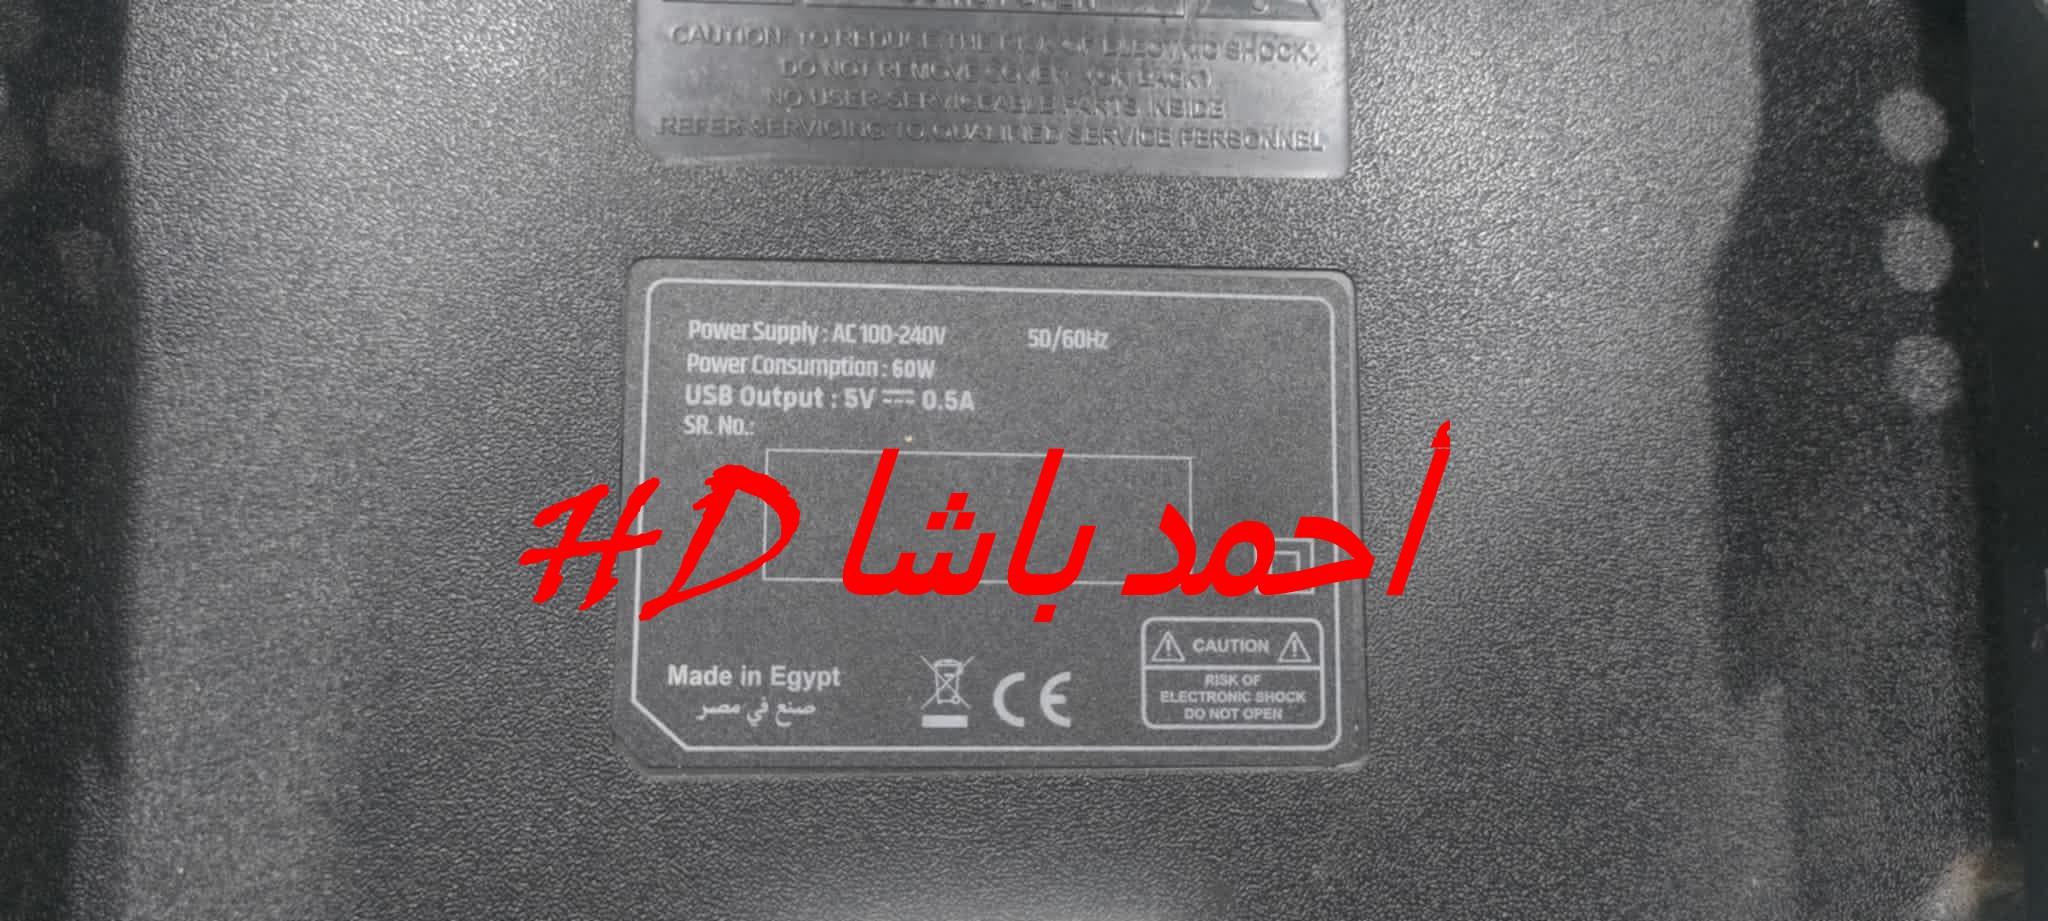 DO NOT OPEN
CAUTION: TO REDUCE THE RISK OF ELECTRIC SHOCK,
DO NOT REMOVE COVER (OR BACK)
NO USER-SERVICEABLE PARTS INSIDE
REFER SERVICING TO QUALIFIED SERVICE PERSONNEL
Power Supply : AC 100-240V 50/60Hz
Power Consumption : 60W
USB Output : 5V 0.5A
SR. No.:
أحمد باشا HD
CAUTION
RISK OF
ELECTRONIC SHOCK
DO NOT OPEN
Made in Egypt
صنع في مصر
CE